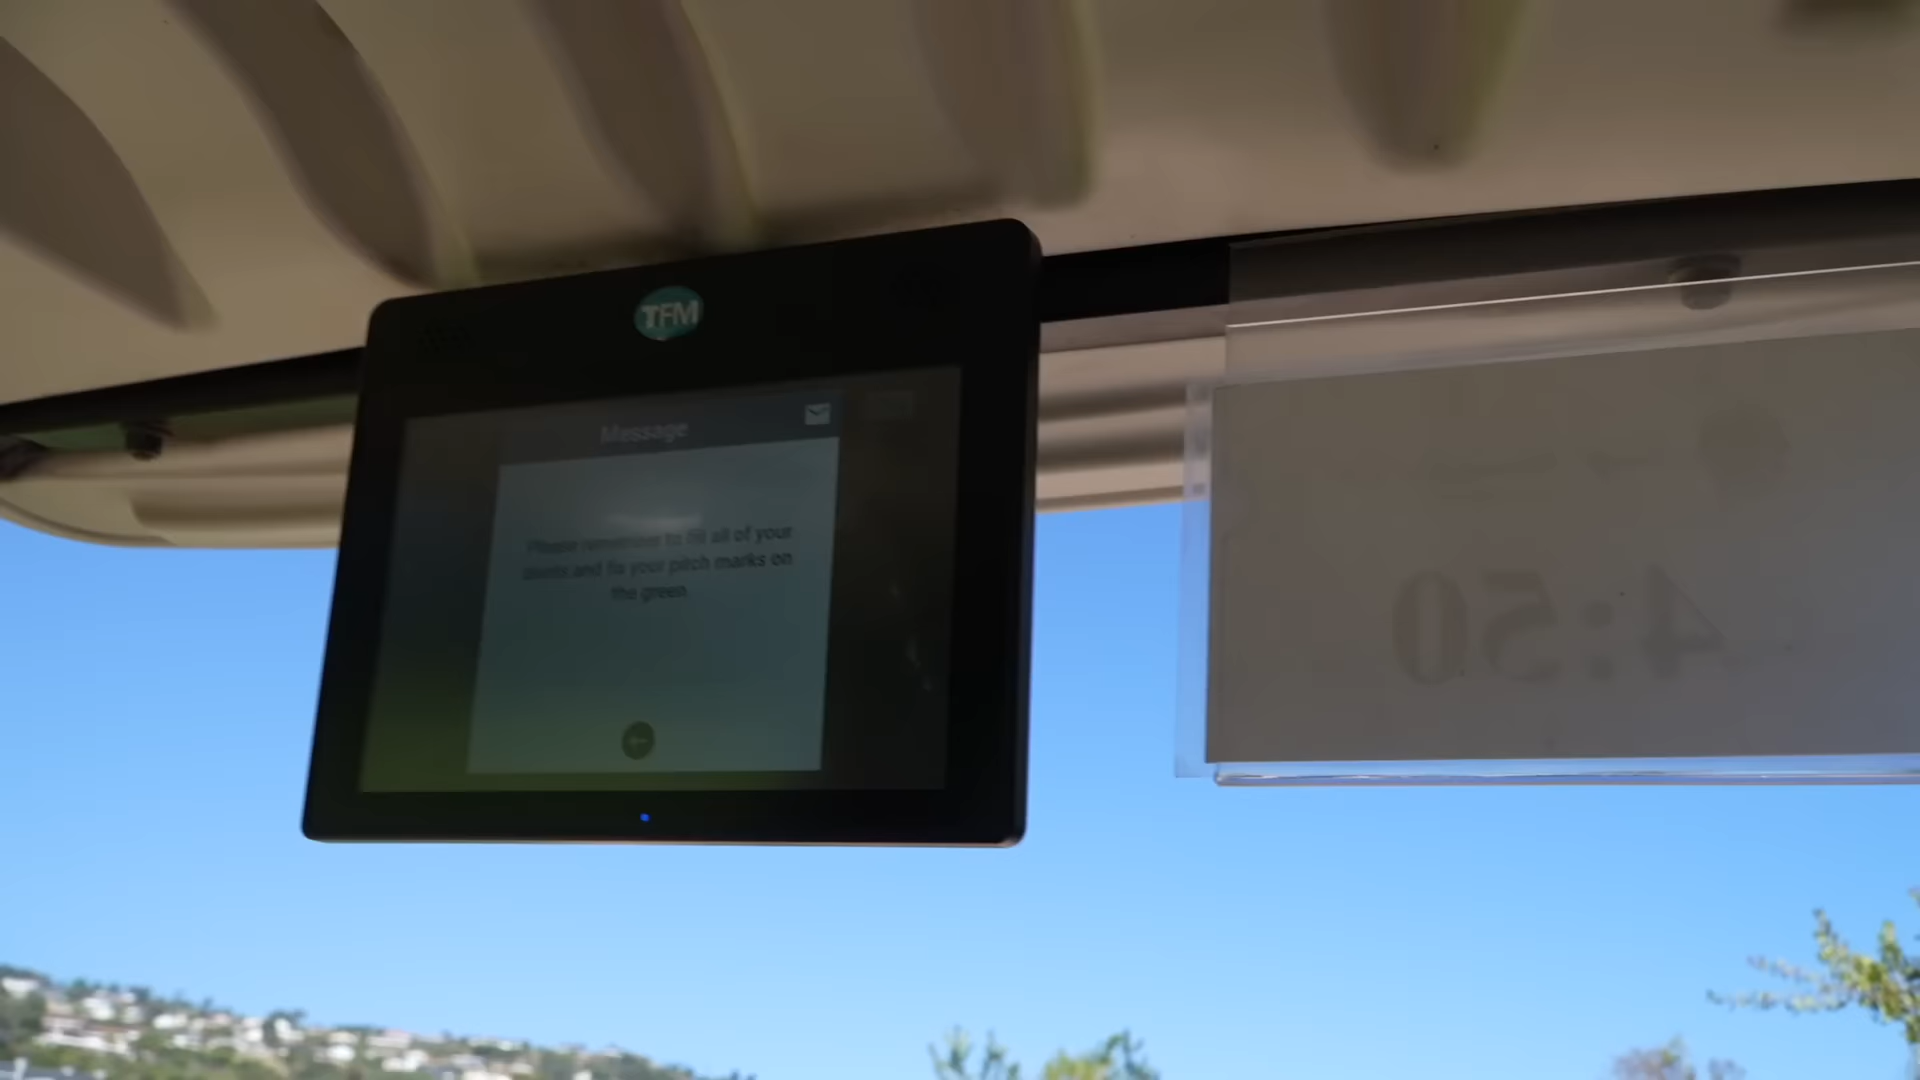 TFM
Message
Please remember to fill all of your
divots and fix your pitch marks on
the green
4:50